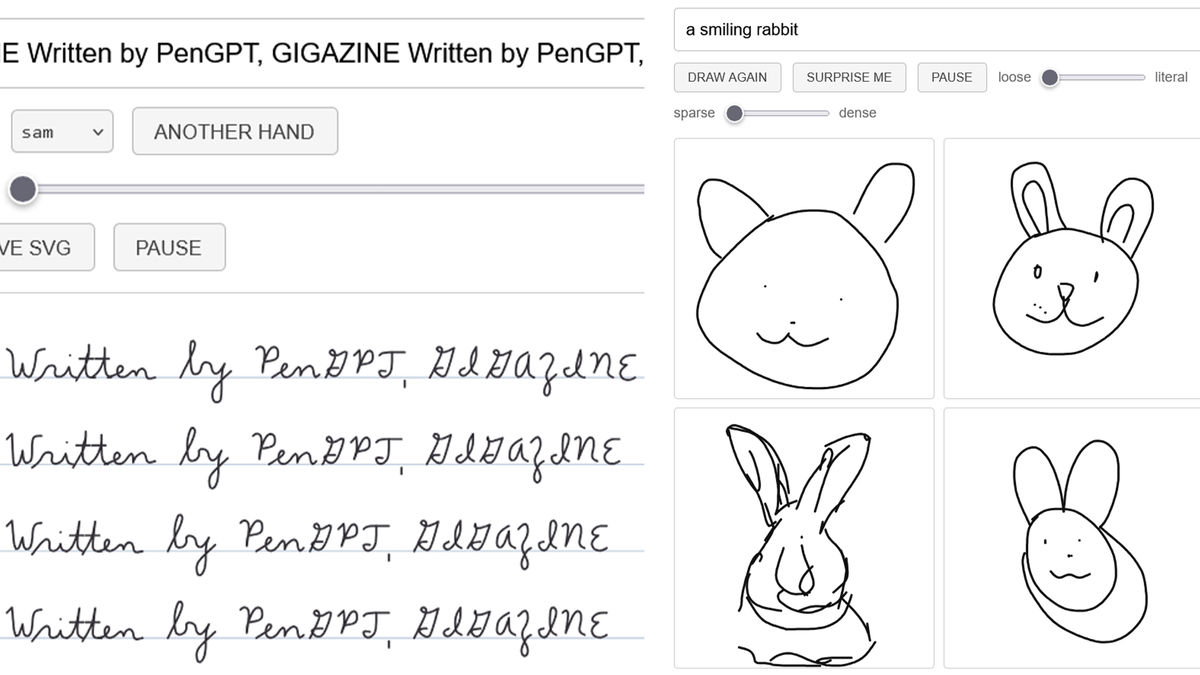 E Written by PenGPT, GIGAZINE Written by PenGPT,
sam
ANOTHER HAND
VE SVG
PAUSE
Written by PenGPT, GIGAZINE
Written by PenGPT, GIGAZINE
Written by PenGPT, GIGAZINE
Written by PenGPT, GIGAZINE
a smiling rabbit
DRAW AGAIN
SURPRISE ME
PAUSE
loose
literal
sparse
dense